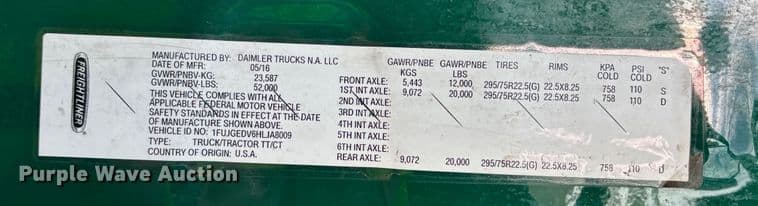 FREIGHTLINER
MANUFACTURED BY: DAIMLER TRUCKS N.A. LLC
DATE OF MFR: 05/16
GVWR/PNBV-KG: 23,587
GVWR/PNBV-LBS: 52,000
THIS VEHICLE COMPLIES WITH ALL
APPLICABLE FEDERAL MOTOR VEHICLE
SAFETY STANDARDS IN EFFECT AT THE DATE
OF MANUFACTURE SHOWN ABOVE.
VEHICLE ID NO: 1FUJGEDV6HLJA8009
TYPE: TRUCK/TRACTOR TT/CT
COUNTRY OF ORIGIN: U.S.A.
GAWR/PNBE GAWR/PNBE TIRES RIMS KPA PSI "S"
KGS LBS COLD COLD
FRONT AXLE: 5,443 12,000 295/75R22.5(G) 22.5X8.25 758 110 S
1ST INT AXLE: 9,072 20,000 295/75R22.5(G) 22.5X8.25 758 110 D
2ND INT AXLE:
3RD INT AXLE:
4TH INT AXLE:
5TH INT AXLE:
6TH INT AXLE:
REAR AXLE: 9,072 20,000 295/75R22.5(G) 22.5X8.25 758 110 D
Purple Wave Auction